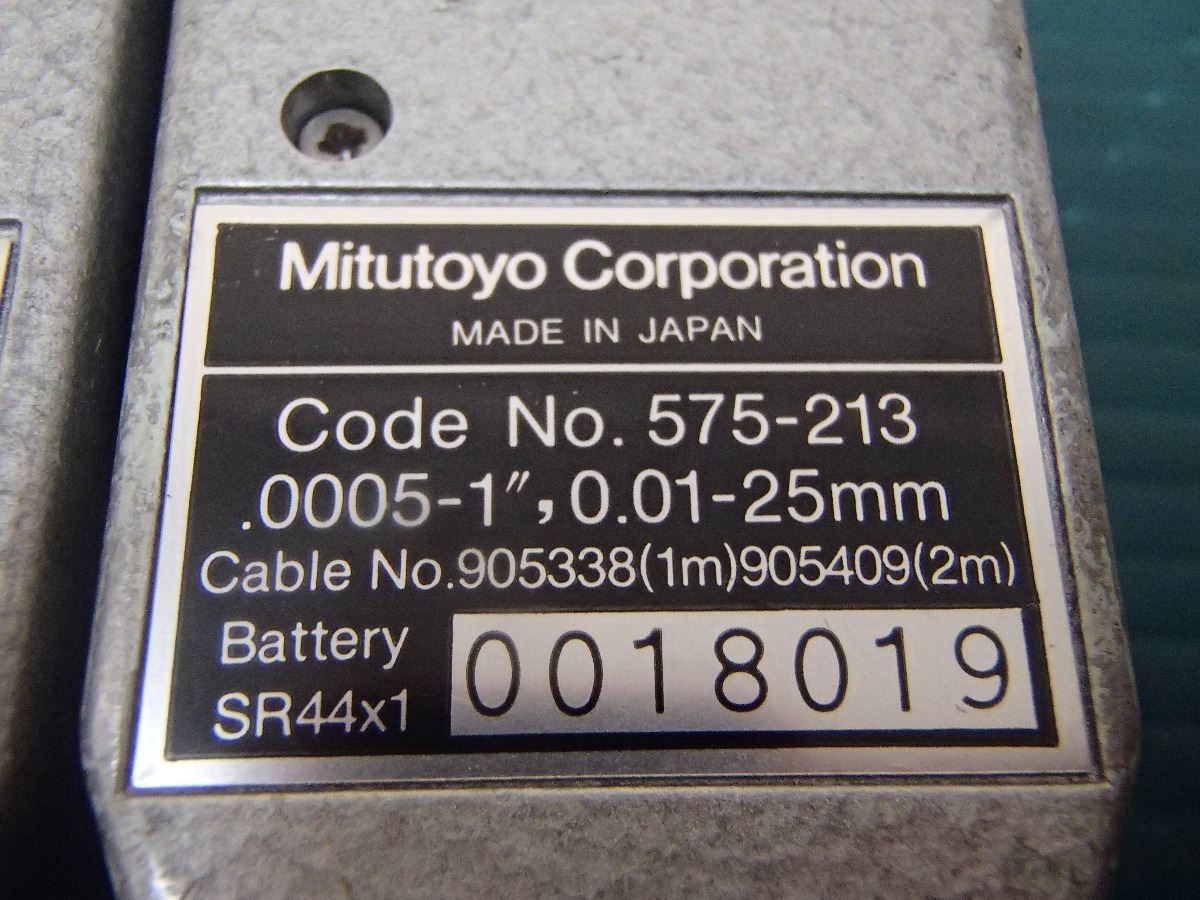 Mitutoyo Corporation
MADE IN JAPAN
Code No. 575-213
.0005-1″, 0.01-25mm
Cable No.905338(1m)905409(2m)
Battery
SR44x1
0018019